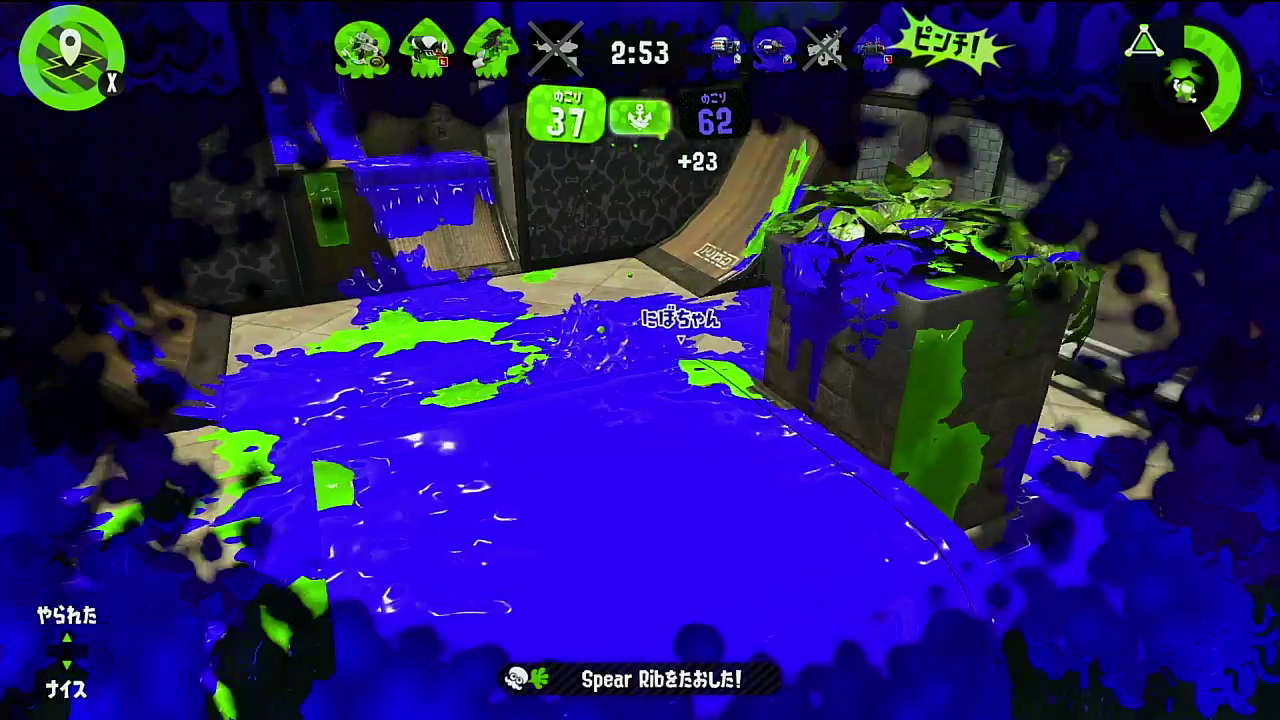 2:53
ピンチ!
X
のこり
37
のこり
62
+23
にぼちゃん
やられた
ナイス
Spear Ribをたおした!